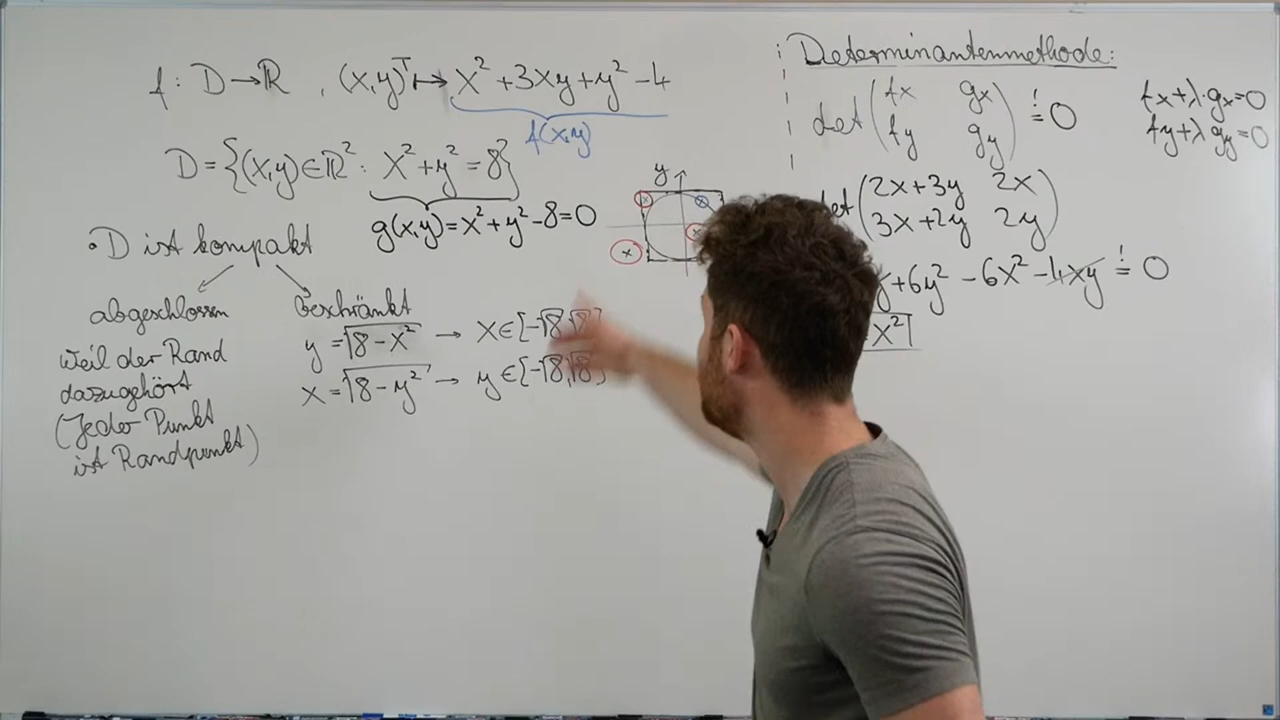 f: D → ℝ , (x,y)ᵀ ↦ x² + 3xy + y² - 4
f(x,y)
D = {(x,y) ∈ ℝ² : x² + y² = 8}
g(x,y) = x² + y² - 8 = 0
• D ist kompakt
abgeschlossen
weil der Rand
dazugehört
(Jeder Punkt
ist Randpunkt)
beschränkt
y = √(8 - x²) → x ∈ [-√8, √8]
x = √(8 - y²) → y ∈ [-√8, √8]
y
Determinantenmethode:
det (fx gx
fy gy) != 0
fx + λ·gx = 0
fy + λ gy = 0
det (2x+3y 2x
3x+2y 2y)
+ 6y² - 6x² - 4xy != 0
x²